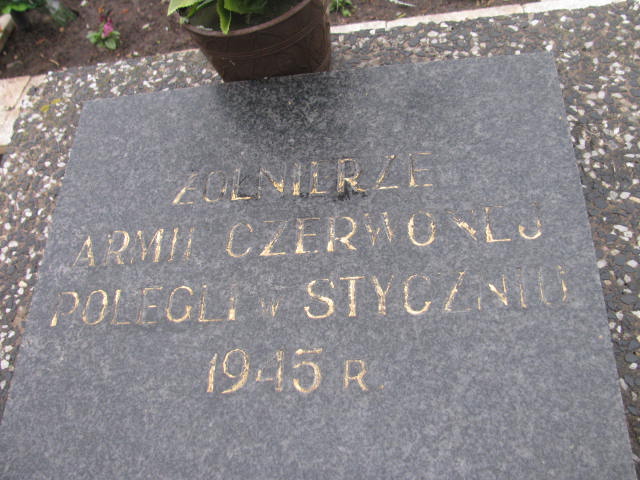 ŻOŁNIERZE
ARMII CZERWONEJ
POLEGLI W STYCZNIU
1945 R.